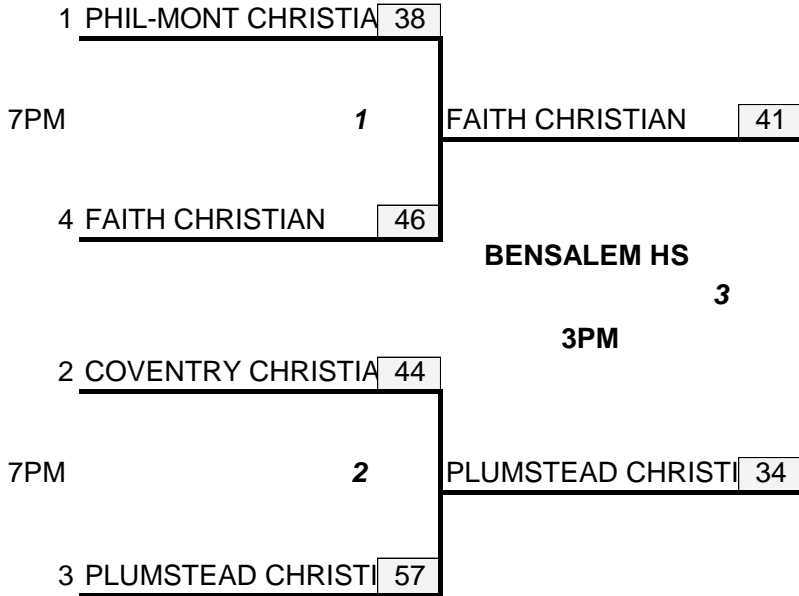 1 PHIL-MONT CHRISTIA 38
7PM 1 FAITH CHRISTIAN 41
4 FAITH CHRISTIAN 46
BENSALEM HS
3
3PM
2 COVENTRY CHRISTIA 44
7PM 2 PLUMSTEAD CHRISTI 34
3 PLUMSTEAD CHRISTI 57